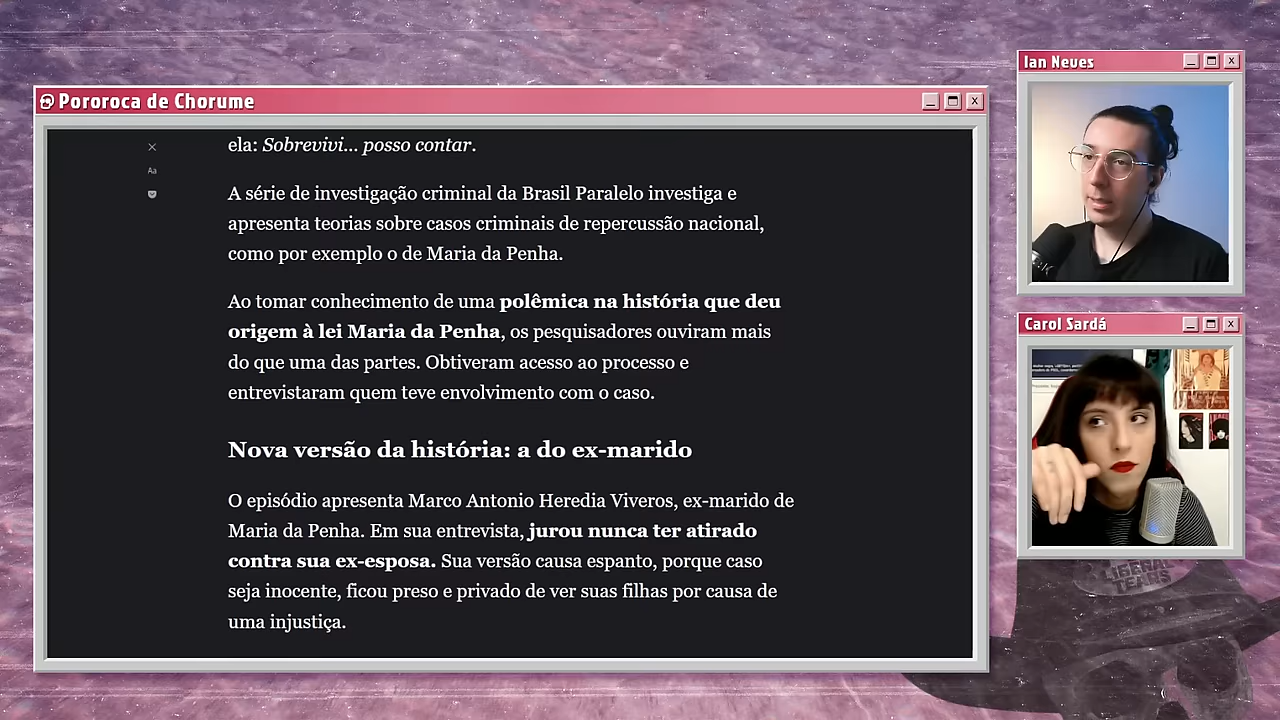 Pororoca de Chorume
ela: Sobrevivi... posso contar.
A série de investigação criminal da Brasil Paralelo investiga e
apresenta teorias sobre casos criminais de repercussão nacional,
como por exemplo o de Maria da Penha.
Ao tomar conhecimento de uma polêmica na história que deu
origem à lei Maria da Penha, os pesquisadores ouviram mais
do que uma das partes. Obtiveram acesso ao processo e
entrevistaram quem teve envolvimento com o caso.
Nova versão da história: a do ex-marido
O episódio apresenta Marco Antonio Heredia Viveros, ex-marido de
Maria da Penha. Em sua entrevista, jurou nunca ter atirado
contra sua ex-esposa. Sua versão causa espanto, porque caso
seja inocente, ficou preso e privado de ver suas filhas por causa de
uma injustiça.
Aa
Ian Neves
Carol Sardá
LIBERAL
TEARS